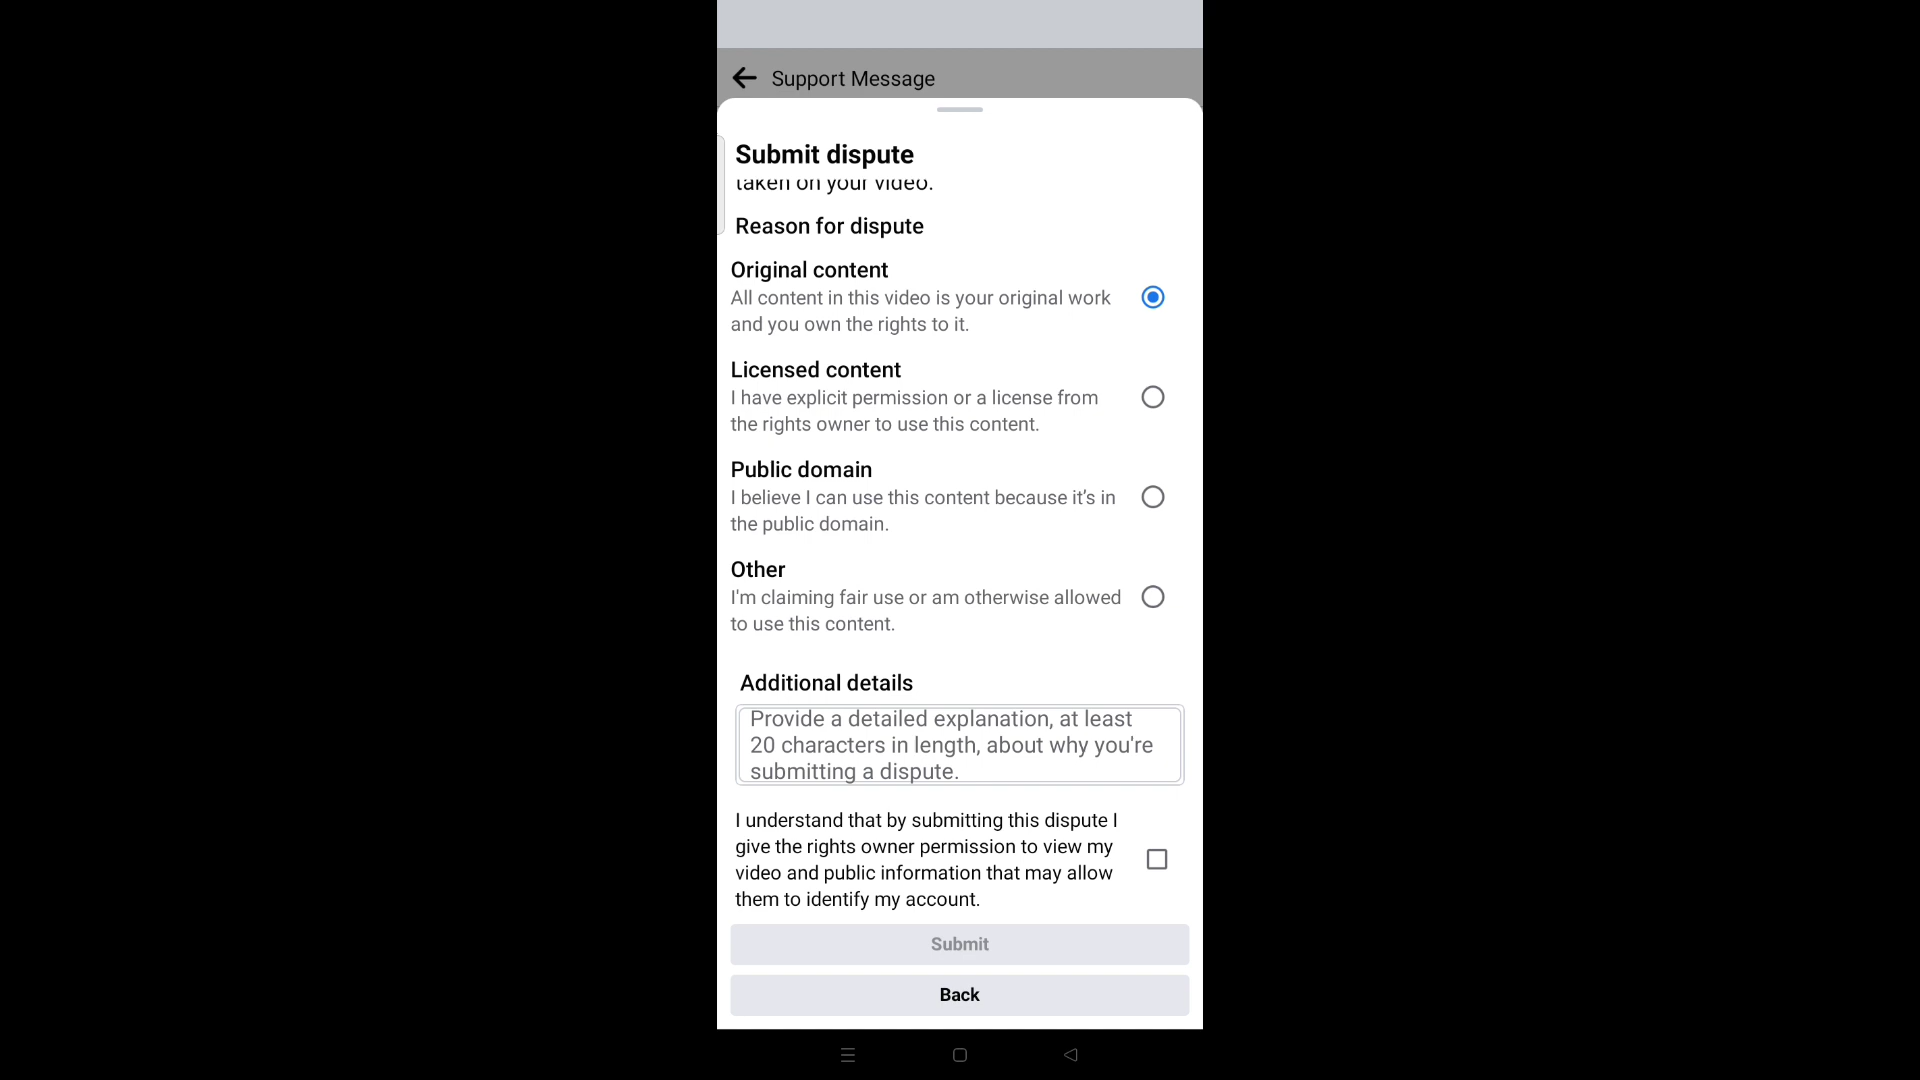 Support Message
Submit dispute
taken on your video.
Reason for dispute
Original content
All content in this video is your original work
and you own the rights to it.
Licensed content
I have explicit permission or a license from
the rights owner to use this content.
Public domain
I believe I can use this content because it’s in
the public domain.
Other
I'm claiming fair use or am otherwise allowed
to use this content.
Additional details
Provide a detailed explanation, at least
20 characters in length, about why you're
submitting a dispute.
I understand that by submitting this dispute I
give the rights owner permission to view my
video and public information that may allow
them to identify my account.
Submit
Back